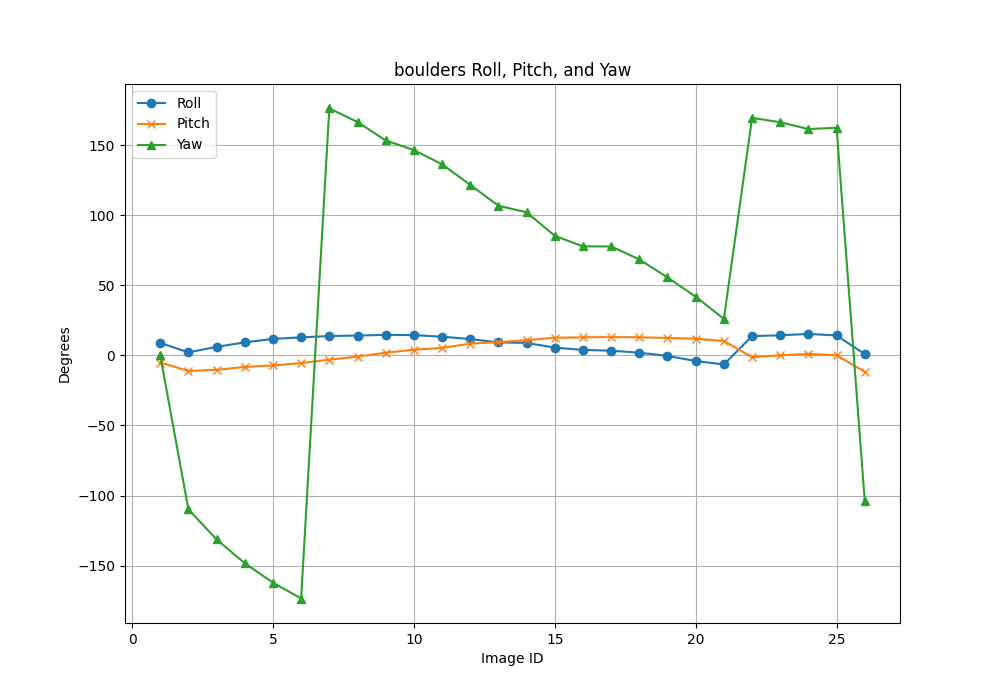 boulders Roll, Pitch, and Yaw
Roll
Pitch
Yaw
150
100
50
0
−50
−100
−150
Degrees
0 5 10 15 20 25
Image ID